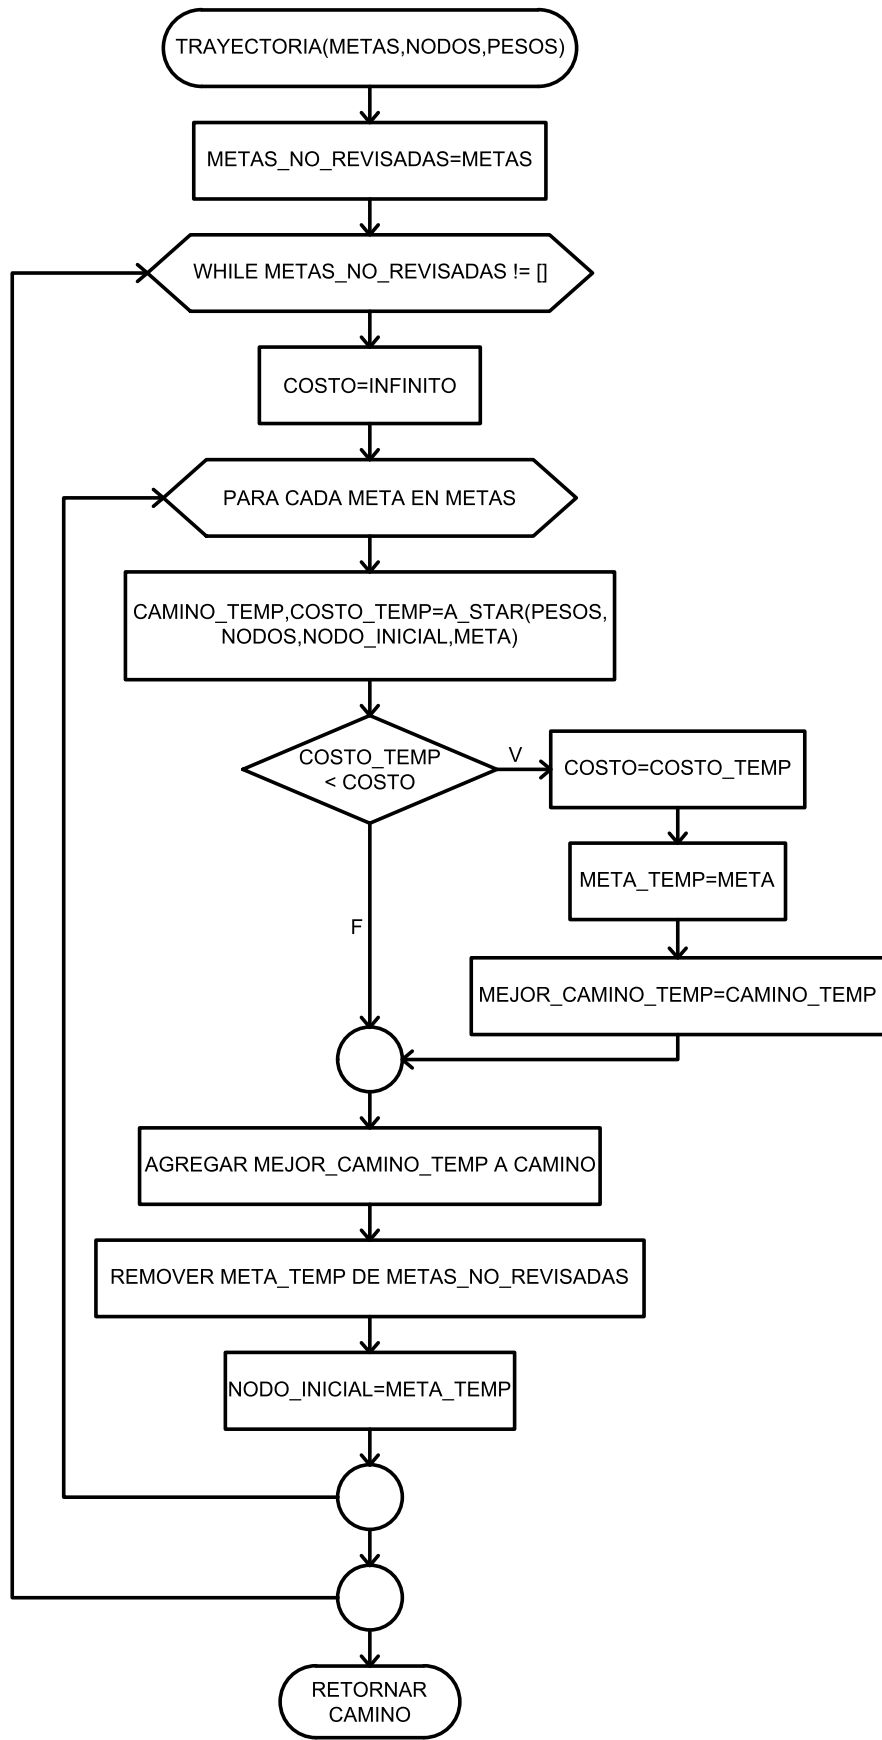 TRAYECTORIA(METAS,NODOS,PESOS)
METAS_NO_REVISADAS=METAS
WHILE METAS_NO_REVISADAS != []
COSTO=INFINITO
PARA CADA META EN METAS
CAMINO_TEMP,COSTO_TEMP=A_STAR(PESOS,
NODOS,NODO_INICIAL,META)
COSTO_TEMP
< COSTO
V
COSTO=COSTO_TEMP
META_TEMP=META
F
MEJOR_CAMINO_TEMP=CAMINO_TEMP
AGREGAR MEJOR_CAMINO_TEMP A CAMINO
REMOVER META_TEMP DE METAS_NO_REVISADAS
NODO_INICIAL=META_TEMP
RETORNAR
CAMINO